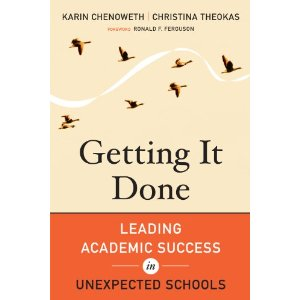 KARIN CHENOWETH | CHRISTINA THEOKAS
FOREWORD RONALD F. FERGUSON
Getting It
Done
LEADING
ACADEMIC SUCCESS
in
UNEXPECTED SCHOOLS